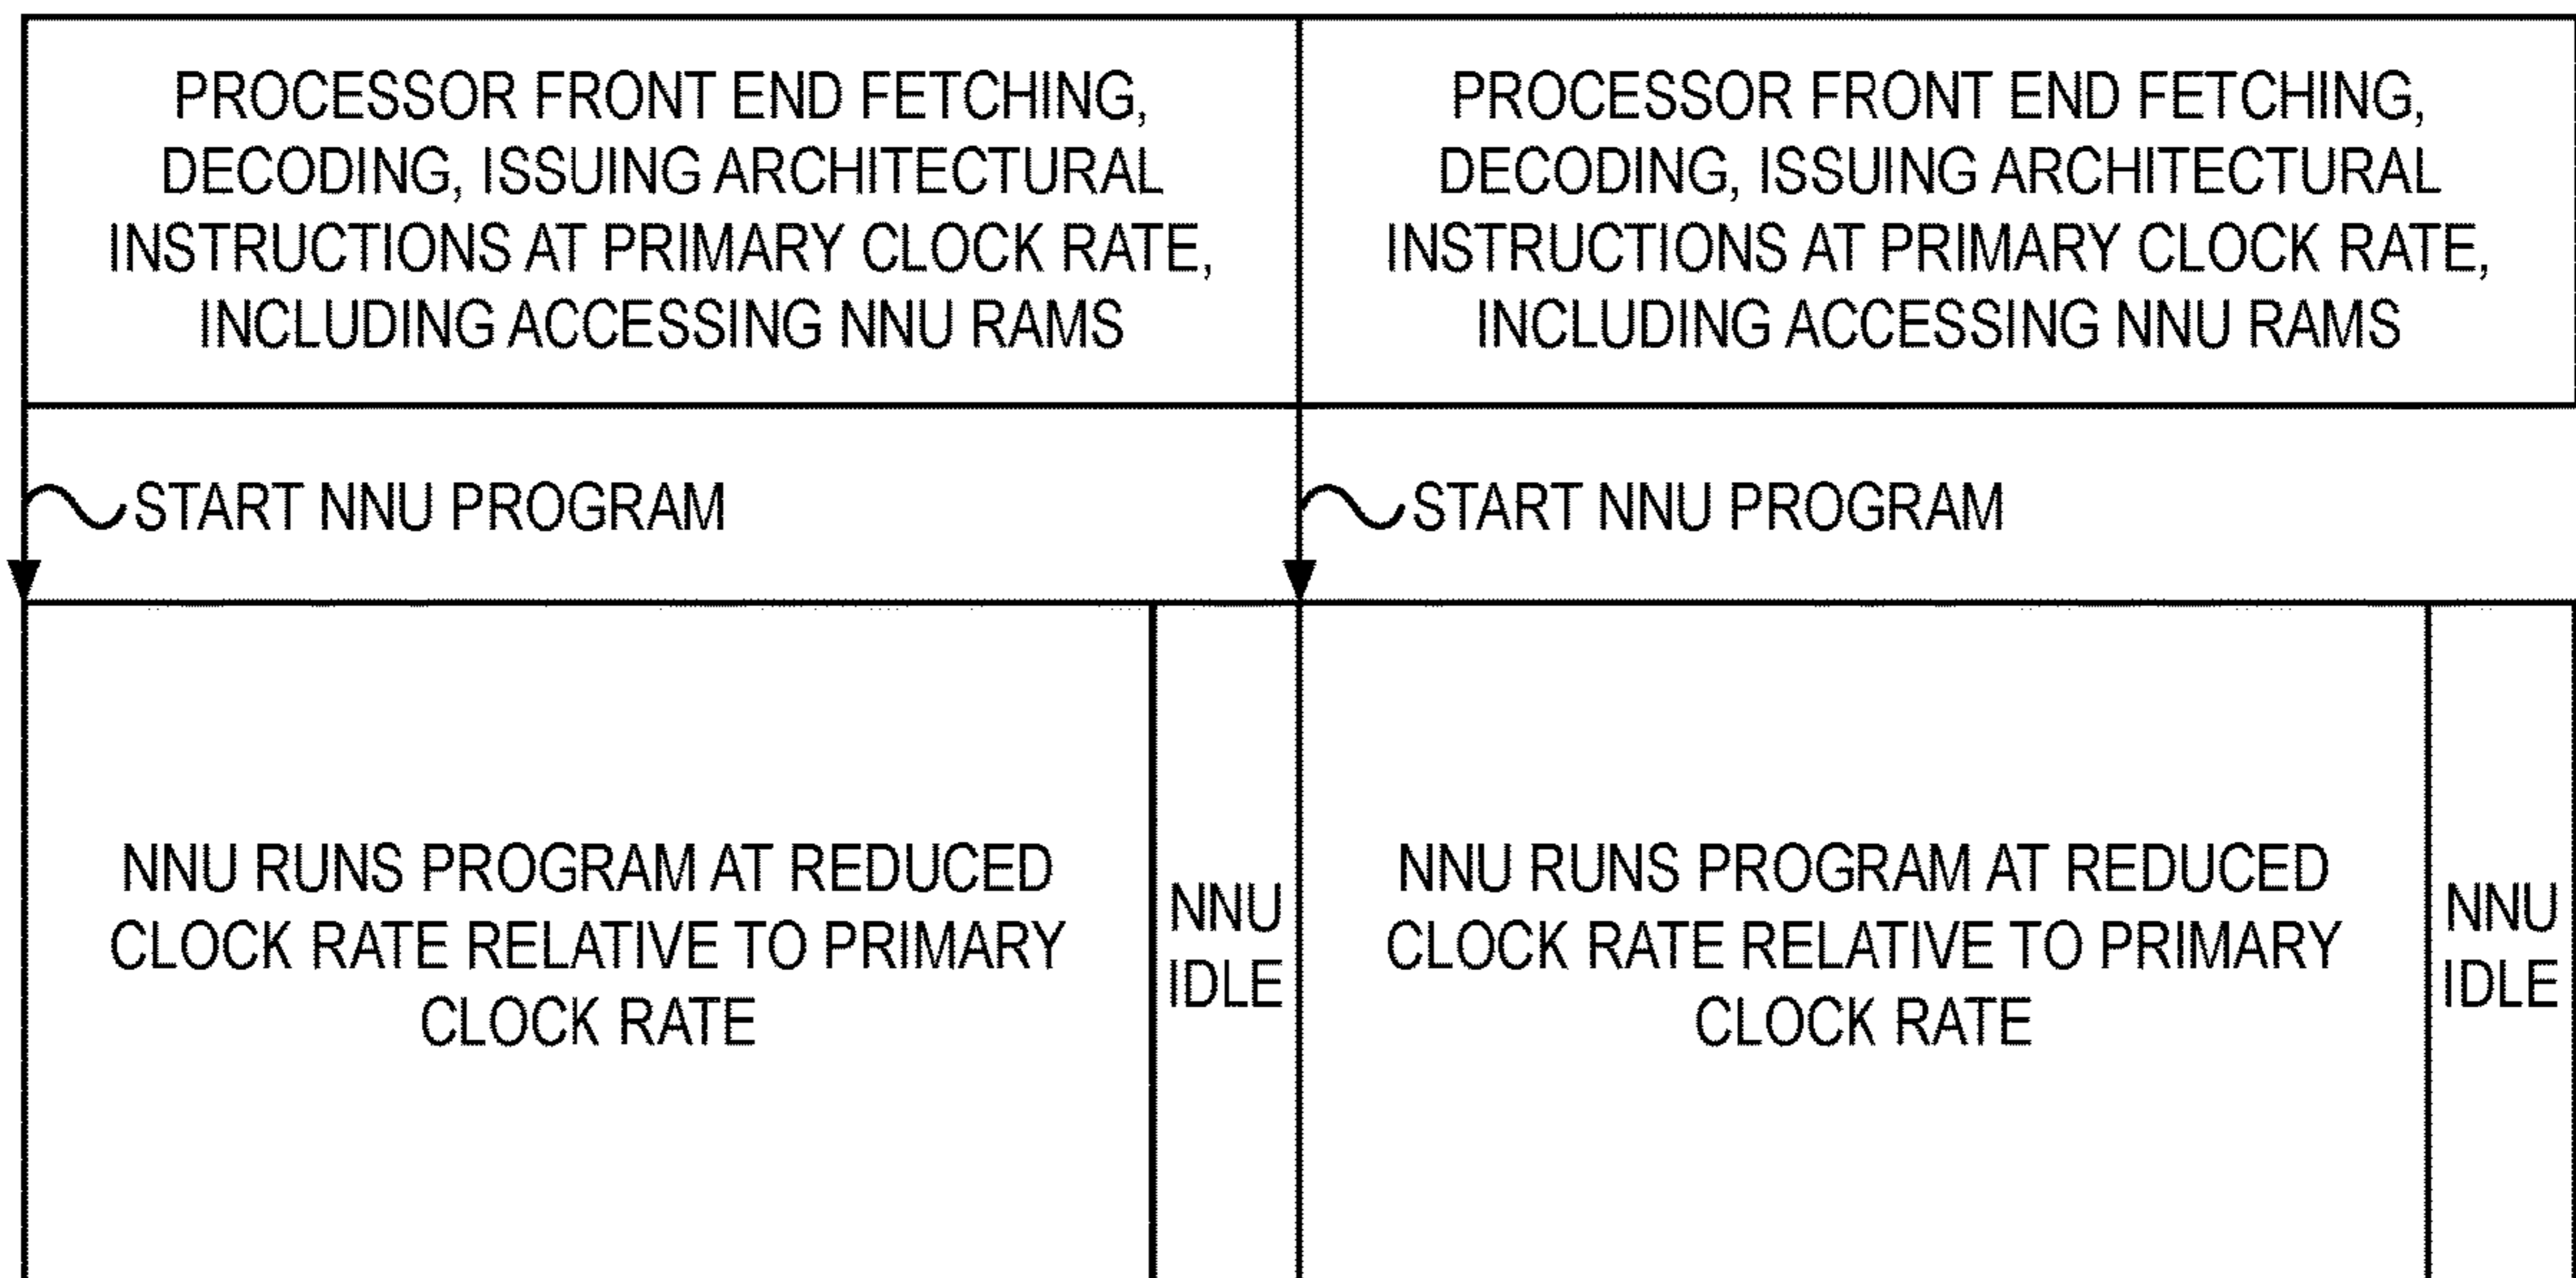 PROCESSOR FRONT END FETCHING,
DECODING, ISSUING ARCHITECTURAL
INSTRUCTIONS AT PRIMARY CLOCK RATE,
INCLUDING ACCESSING NNU RAMS
PROCESSOR FRONT END FETCHING,
DECODING, ISSUING ARCHITECTURAL
INSTRUCTIONS AT PRIMARY CLOCK RATE,
INCLUDING ACCESSING NNU RAMS
START NNU PROGRAM
START NNU PROGRAM
NNU RUNS PROGRAM AT REDUCED
CLOCK RATE RELATIVE TO PRIMARY
CLOCK RATE
NNU
IDLE
NNU RUNS PROGRAM AT REDUCED
CLOCK RATE RELATIVE TO PRIMARY
CLOCK RATE
NNU
IDLE